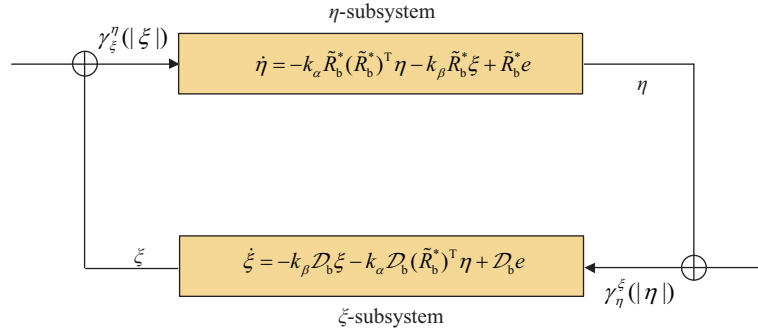 η-subsystem
γ_ξ^η(|ξ|)
η̇ = −k_α R̃_b^*(R̃_b^*)^T η − k_β R̃_b^* ξ + R̃_b^* e
η
ξ
ξ̇ = −k_β 𝒟_b ξ − k_α 𝒟_b (R̃_b^*)^T η + 𝒟_b e
γ_η^ξ(|η|)
ξ-subsystem